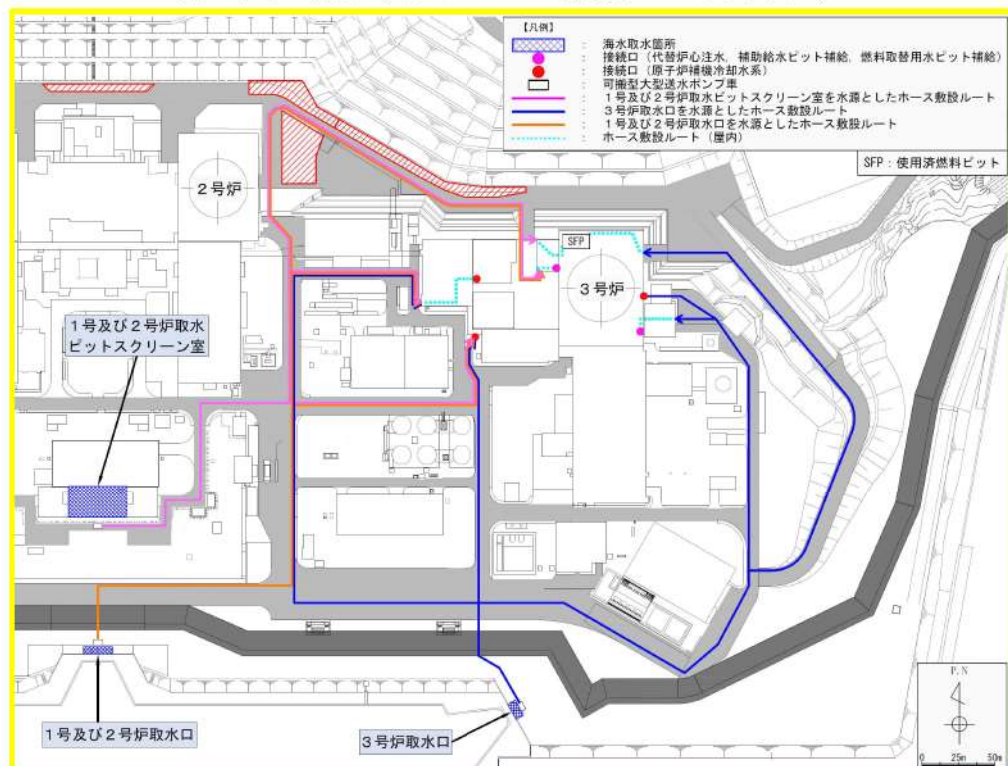 【凡例】
： 海水取水箇所
： 接続口（代替炉心注水，補助給水ピット補給，燃料取替用水ピット補給）
： 接続口（原子炉補機冷却水系）
： 可搬型大型送水ポンプ車
： 1号及び2号炉取水ピットスクリーン室を水源としたホース敷設ルート
： 3号炉取水口を水源としたホース敷設ルート
： 1号及び2号炉取水口を水源としたホース敷設ルート
： ホース敷設ルート（屋内）
SFP：使用済燃料ピット
2号炉
SFP
3号炉
1号及び2号炉取水
ピットスクリーン室
1号及び2号炉取水口
3号炉取水口
P.N
0 25m 50m